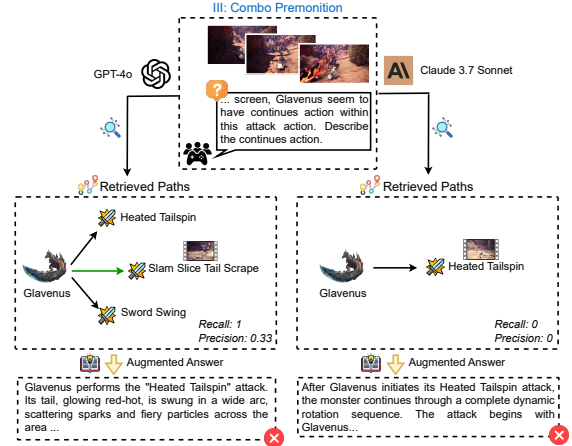 III: Combo Premonition
GPT-4o
Claude 3.7 Sonnet
?
... screen, Glavenus seem to
have continues action within
this attack action. Describe
the continues action.
Retrieved Paths
Heated Tailspin
Glavenus
Slam Slice Tail Scrape
Sword Swing
Recall: 1
Precision: 0.33
Augmented Answer
Glavenus performs the "Heated Tailspin" attack.
Its tail, glowing red-hot, is swung in a wide arc,
scattering sparks and fiery particles across the
area ...
Retrieved Paths
Glavenus
Heated Tailspin
Recall: 0
Precision: 0
Augmented Answer
After Glavenus initiates its Heated Tailspin attack,
the monster continues through a complete dynamic
rotation sequence. The attack begins with
Glavenus...